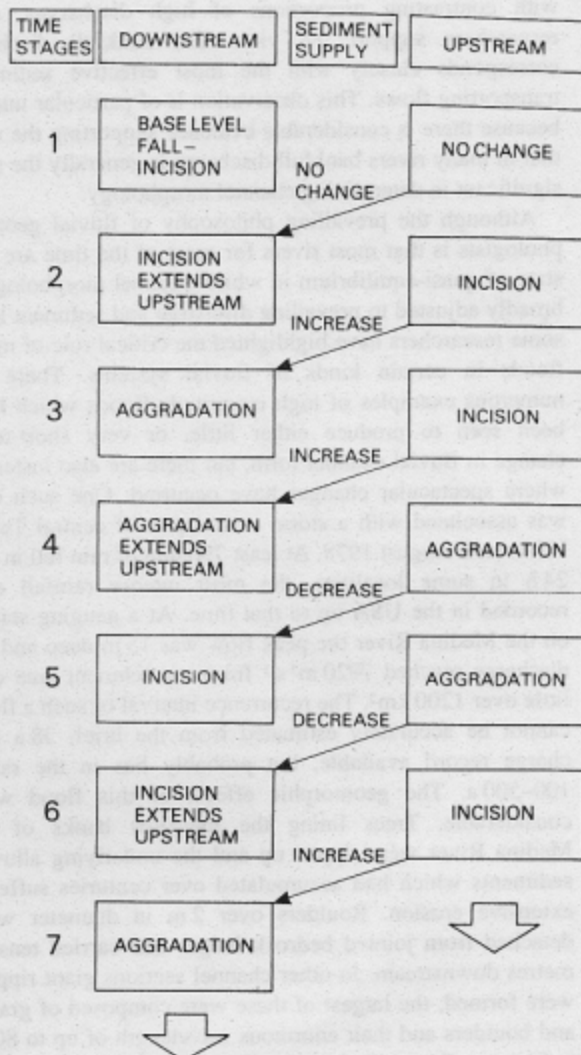 TIME
STAGES
DOWNSTREAM
SEDIMENT
SUPPLY
UPSTREAM
1
BASE LEVEL
FALL –
INCISION
NO CHANGE
NO
CHANGE
2
INCISION
EXTENDS
UPSTREAM
INCISION
INCREASE
3
AGGRADATION
INCISION
INCREASE
4
AGGRADATION
EXTENDS
UPSTREAM
AGGRADATION
DECREASE
5
INCISION
AGGRADATION
DECREASE
6
INCISION
EXTENDS
UPSTREAM
INCISION
INCREASE
7
AGGRADATION